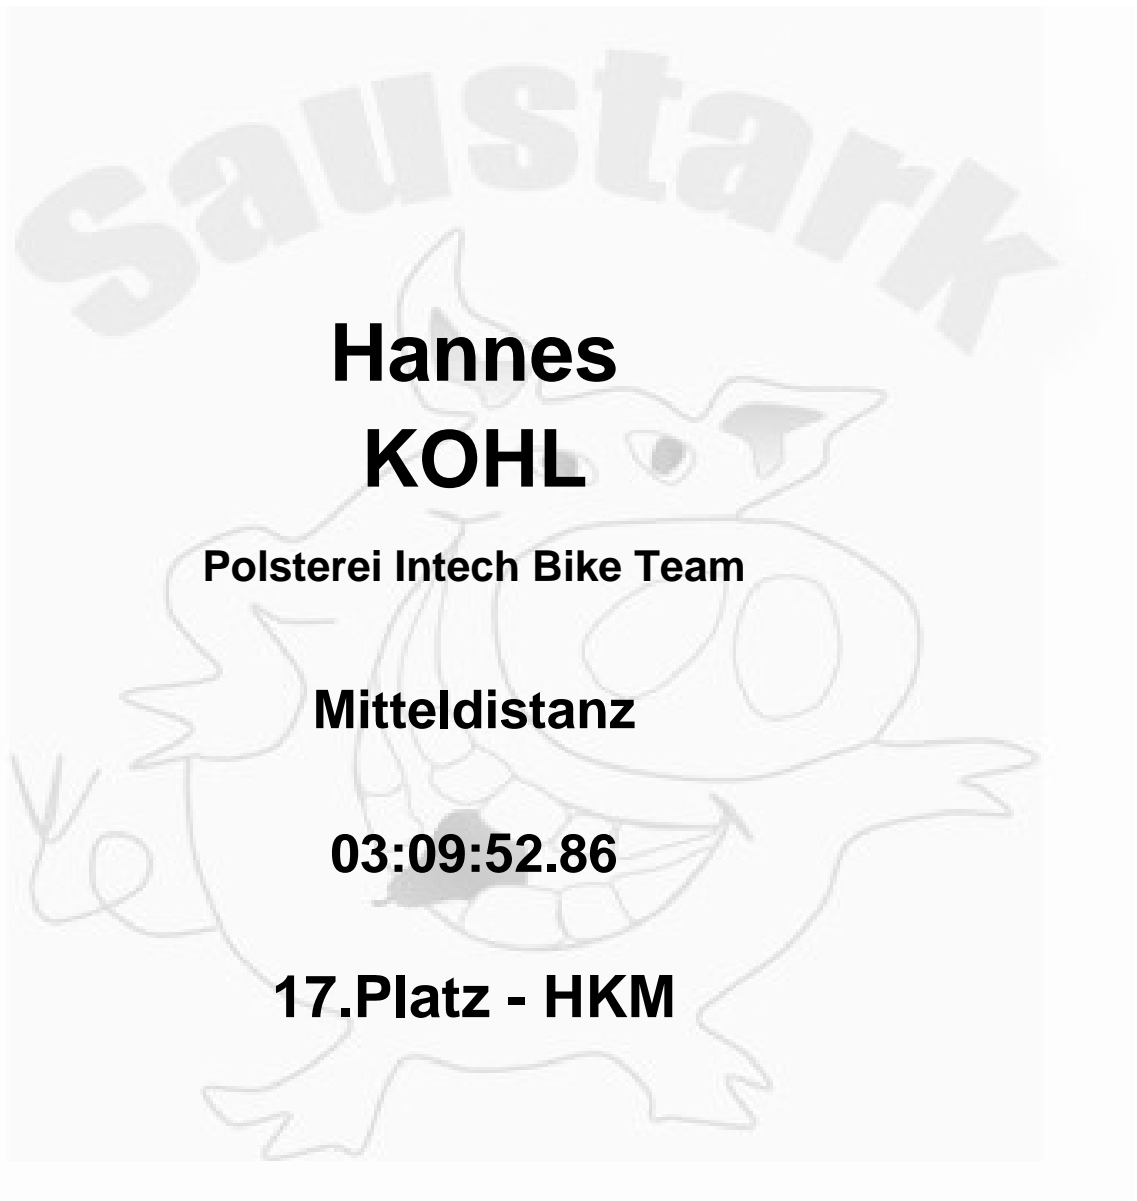 Saustark
Hannes
KOHL
Polsterei Intech Bike Team
Mitteldistanz
03:09:52.86
17.Platz - HKM